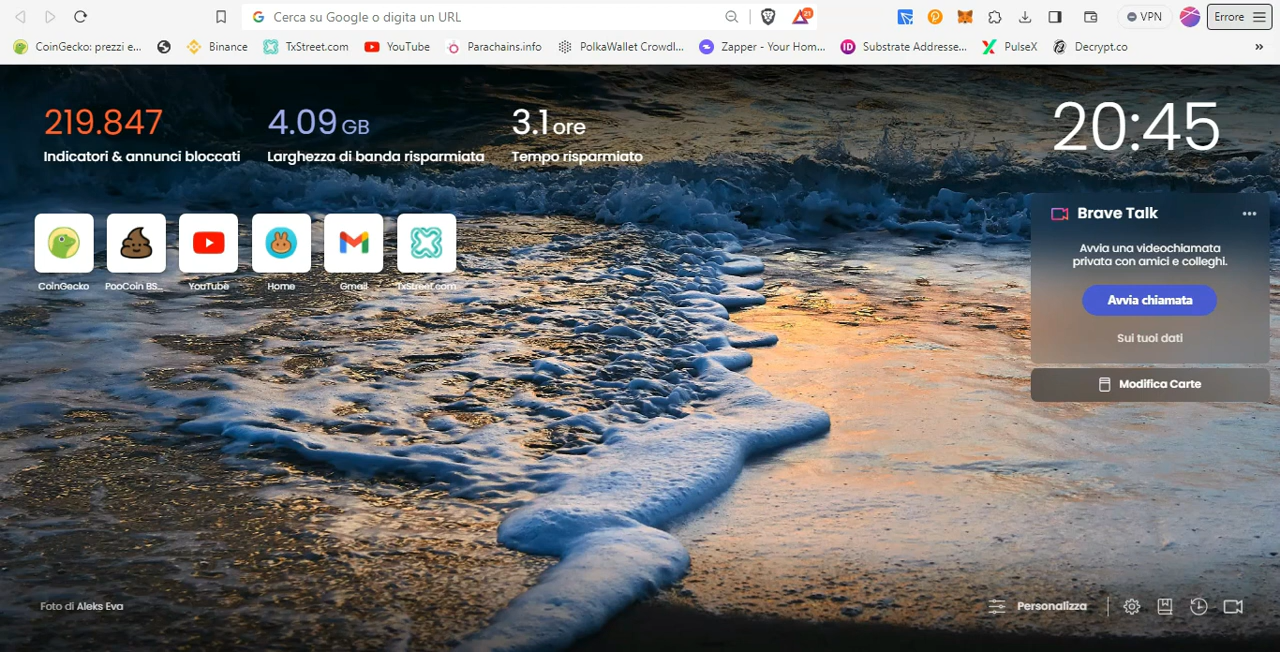 Cerca su Google o digita un URL
21
VPN
Errore
CoinGecko: prezzi e...
Binance
TxStreet.com
YouTube
Parachains.info
PolkaWallet Crowdl...
Zapper - Your Hom...
Substrate Addresse...
PulseX
Decrypt.co
»
219.847
Indicatori & annunci bloccati
4.09 GB
Larghezza di banda risparmiata
3.1 ore
Tempo risparmiato
20:45
CoinGecko
PooCoin BS...
YouTube
Home
Gmail
TxStreet.com
Brave Talk
Avvia una videochiamata
privata con amici e colleghi.
Avvia chiamata
Sui tuoi dati
Modifica Carte
Foto di Aleks Eva
Personalizza